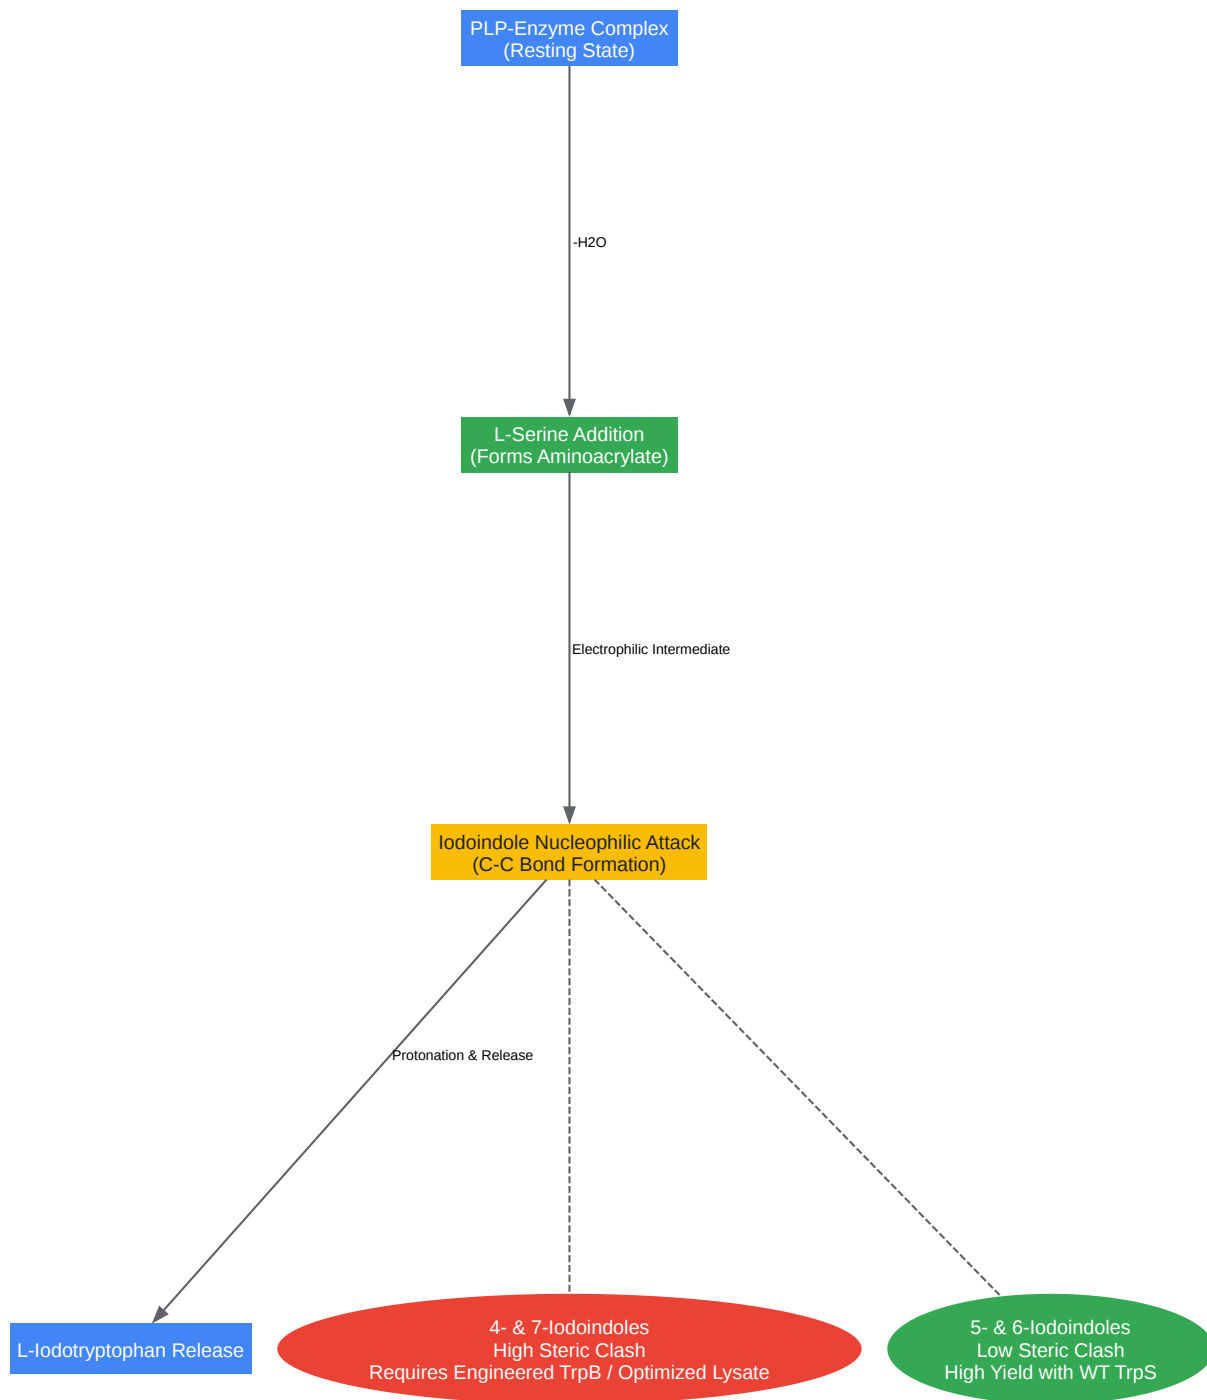 PLP-Enzyme Complex
(Resting State)
-H2O
L-Serine Addition
(Forms Aminoacrylate)
Electrophilic Intermediate
Iodoindole Nucleophilic Attack
(C-C Bond Formation)
Protonation & Release
L-Iodotryptophan Release
4- & 7-Iodoindoles
High Steric Clash
Requires Engineered TrpB / Optimized Lysate
5- & 6-Iodoindoles
Low Steric Clash
High Yield with WT TrpS